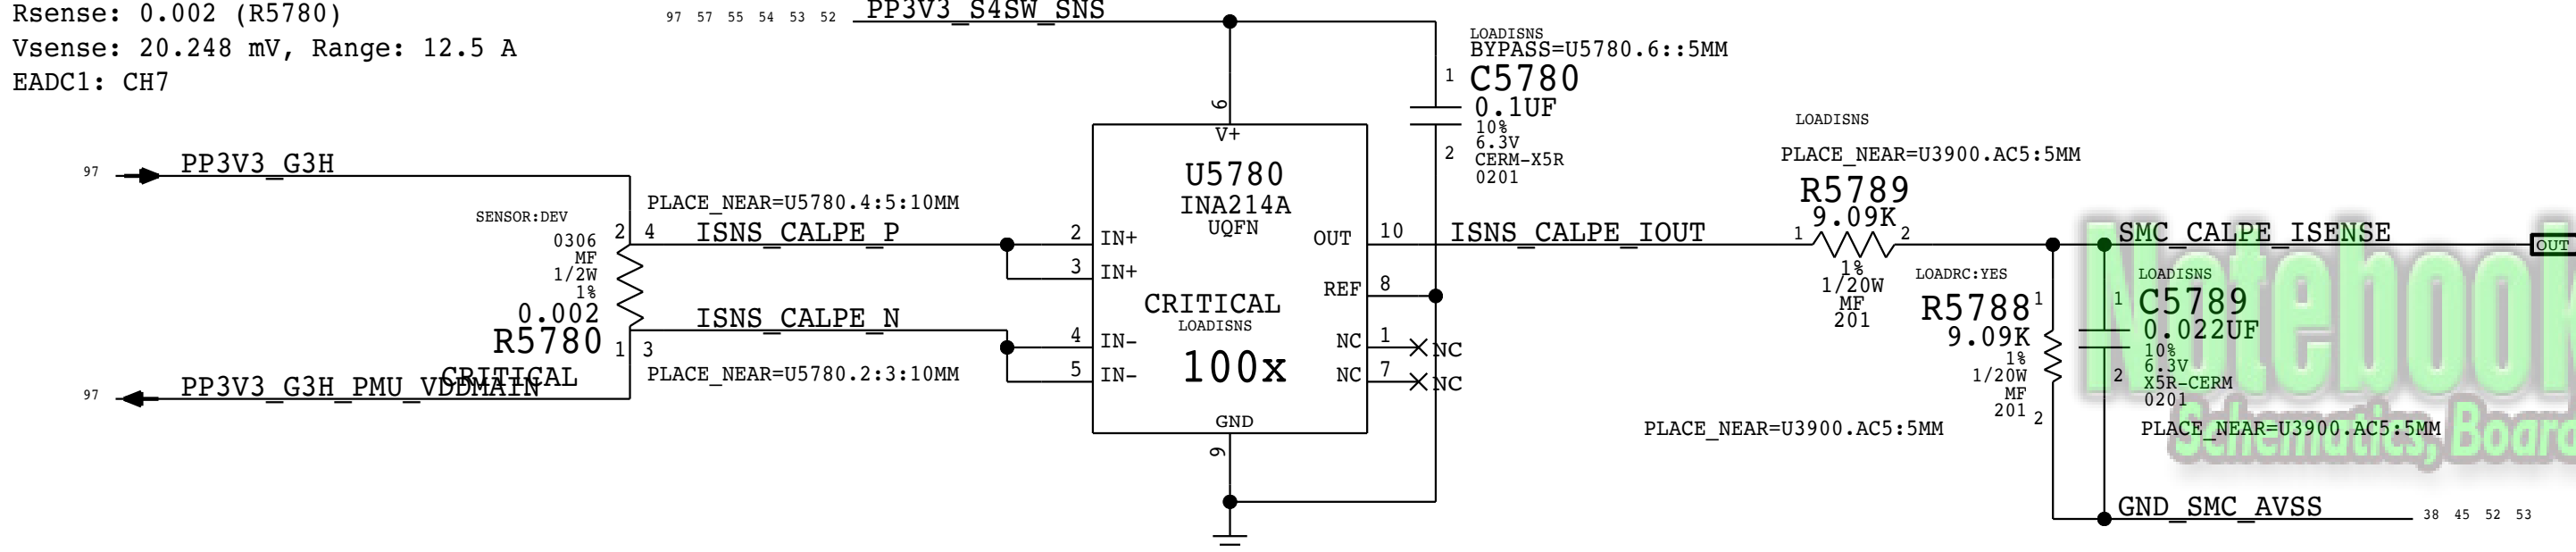 Rsense: 0.002 (R5780)
Vsense: 20.248 mV, Range: 12.5 A
EADC1: CH7
97 57 55 54 53 52
PP3V3_S4SW_SNS
LOADISNS
BYPASS=U5780.6::5MM
1
C5780
0.1UF
10%
6.3V
CERM-X5R
0201
2
6
V+
U5780
INA214A
UQFN
97
PP3V3_G3H
PLACE_NEAR=U5780.4:5:10MM
SENSOR:DEV
0306
MF
1/2W
1%
0.002
R5780
CRITICAL
2 4
ISNS_CALPE_P
2 IN+
3 IN+
ISNS_CALPE_N
4 IN-
5 IN-
1 3
PLACE_NEAR=U5780.2:3:10MM
97
PP3V3_G3H_PMU_VDDMAIN
CRITICAL
LOADISNS
100x
OUT 10
REF 8
NC 1 NC
NC 7 NC
GND
9
ISNS_CALPE_IOUT
LOADISNS
PLACE_NEAR=U3900.AC5:5MM
R5789
9.09K
1 2
1%
1/20W
MF
201
SMC_CALPE_ISENSE
OUT
LOADRC:YES
R5788
1
9.09K
1%
1/20W
MF
201
2
PLACE_NEAR=U3900.AC5:5MM
LOADISNS
1
C5789
0.022UF
10%
6.3V
X5R-CERM
0201
2
PLACE_NEAR=U3900.AC5:5MM
GND_SMC_AVSS
38 45 52 53
Notebook
Schematics, Board